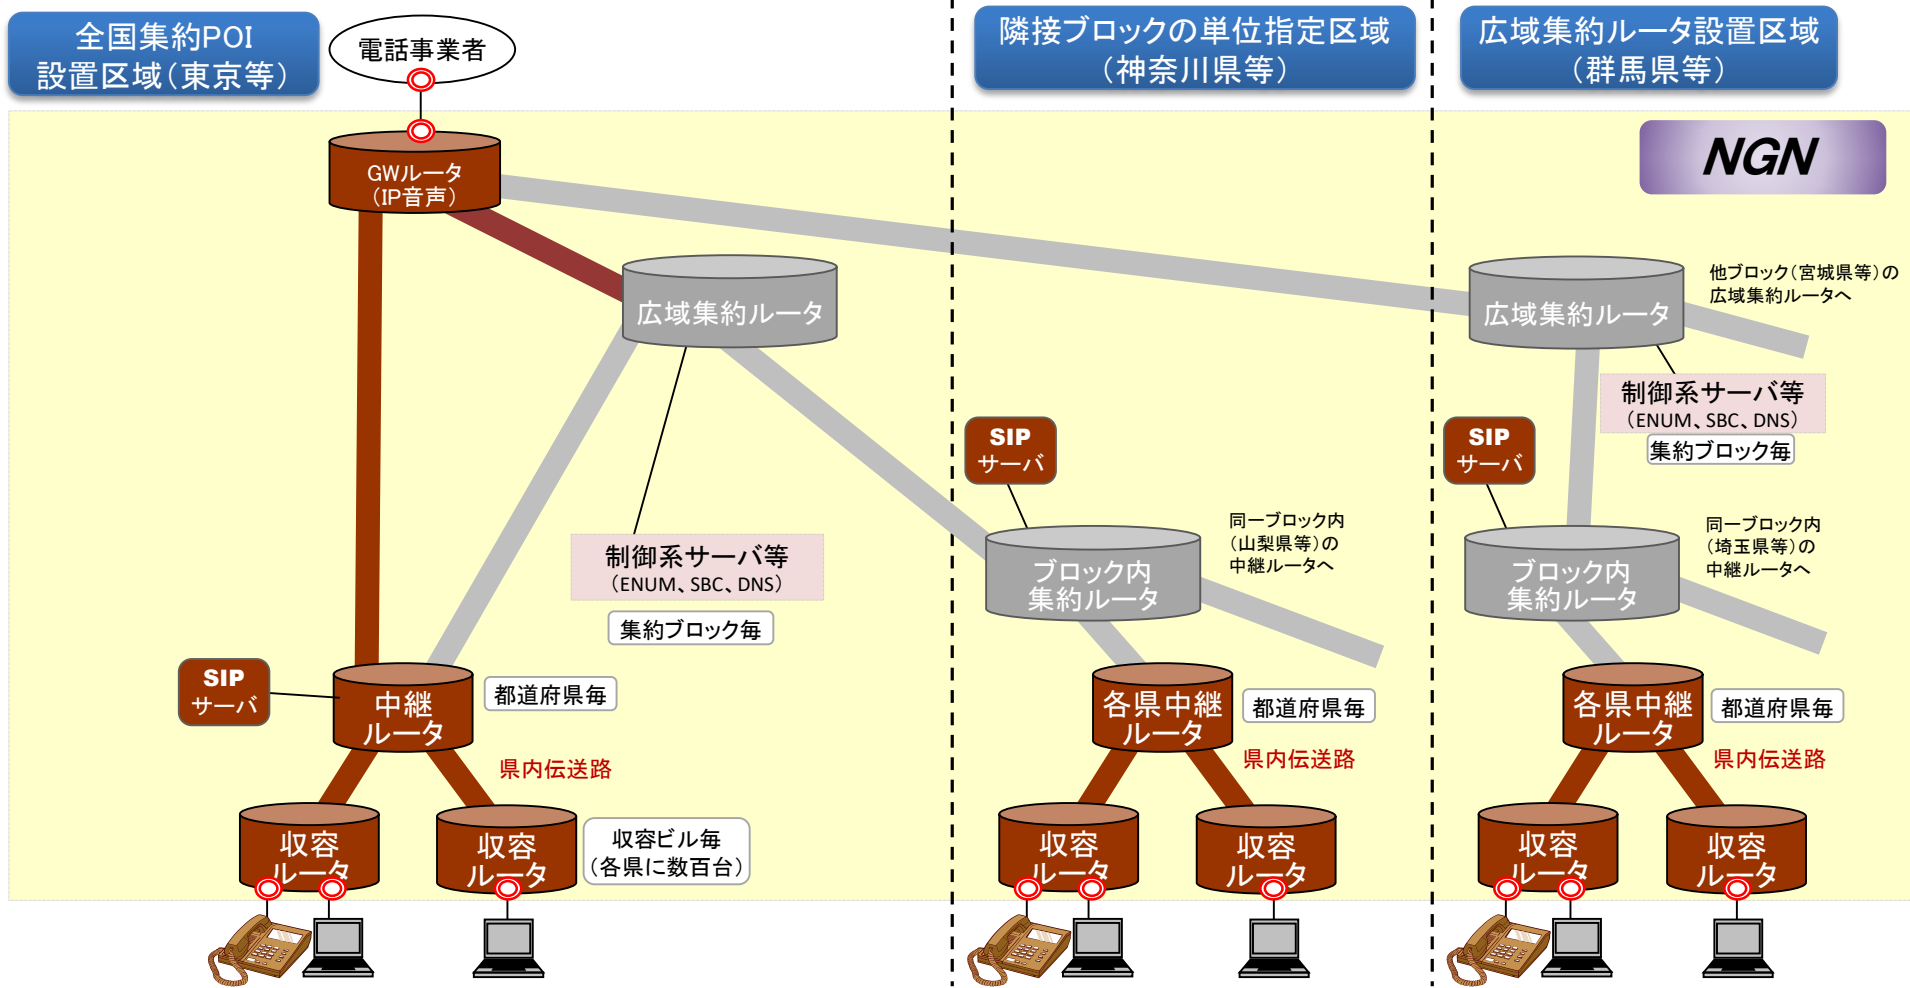 全国集約POI
設置区域(東京等)
電話事業者
隣接ブロックの単位指定区域
(神奈川県等)
広域集約ルータ設置区域
(群馬県等)
NGN
GWルータ
(IP音声)
広域集約ルータ
広域集約ルータ
他ブロック(宮城県等)の
広域集約ルータへ
制御系サーバ等
(ENUM、SBC、DNS)
集約ブロック毎
SIP
サーバ
SIP
サーバ
制御系サーバ等
(ENUM、SBC、DNS)
集約ブロック毎
ブロック内
集約ルータ
同一ブロック内
(山梨県等)の
中継ルータへ
ブロック内
集約ルータ
同一ブロック内
(埼玉県等)の
中継ルータへ
SIP
サーバ
中継
ルータ
都道府県毎
各県中継
ルータ
都道府県毎
各県中継
ルータ
都道府県毎
県内伝送路
県内伝送路
県内伝送路
収容
ルータ
収容
ルータ
収容ビル毎
(各県に数百台)
収容
ルータ
収容
ルータ
収容
ルータ
収容
ルータ